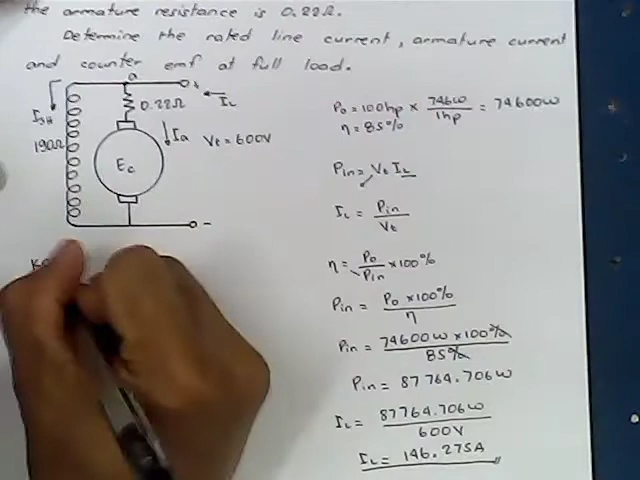 the armature resistance is 0.22Ω.
Determine the rated line current, armature current
and counter emf at full load.
a
+
IL
0.22Ω
ISH
190Ω
Ia
Vt = 600V
Ec
-
Po = 100hp × 746W / 1hp = 74600W
η = 85%
Pin = Vt IL
IL = Pin / Vt
η = Po / Pin × 100%
Pin = Po × 100% / η
Pin = 74600W × 100% / 85%
Pin = 87764.706W
IL = 87764.706W / 600V
IL = 146.275A